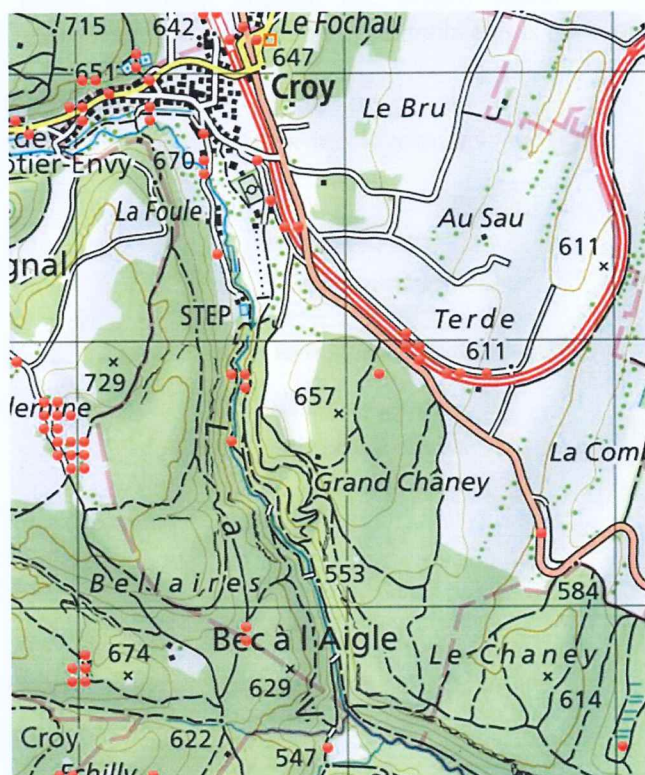 715
642
Le Fochau
651
647
Croy
Le Bru
de
otier-Envy
670
La Foule
Au Sau
gnal
611
STEP
Terde
611
729
657
La Comb
Grand Chaney
Bellaires
553
584
Bec à l'Aigle
674
Le Chaney
629
614
622
Croy
547